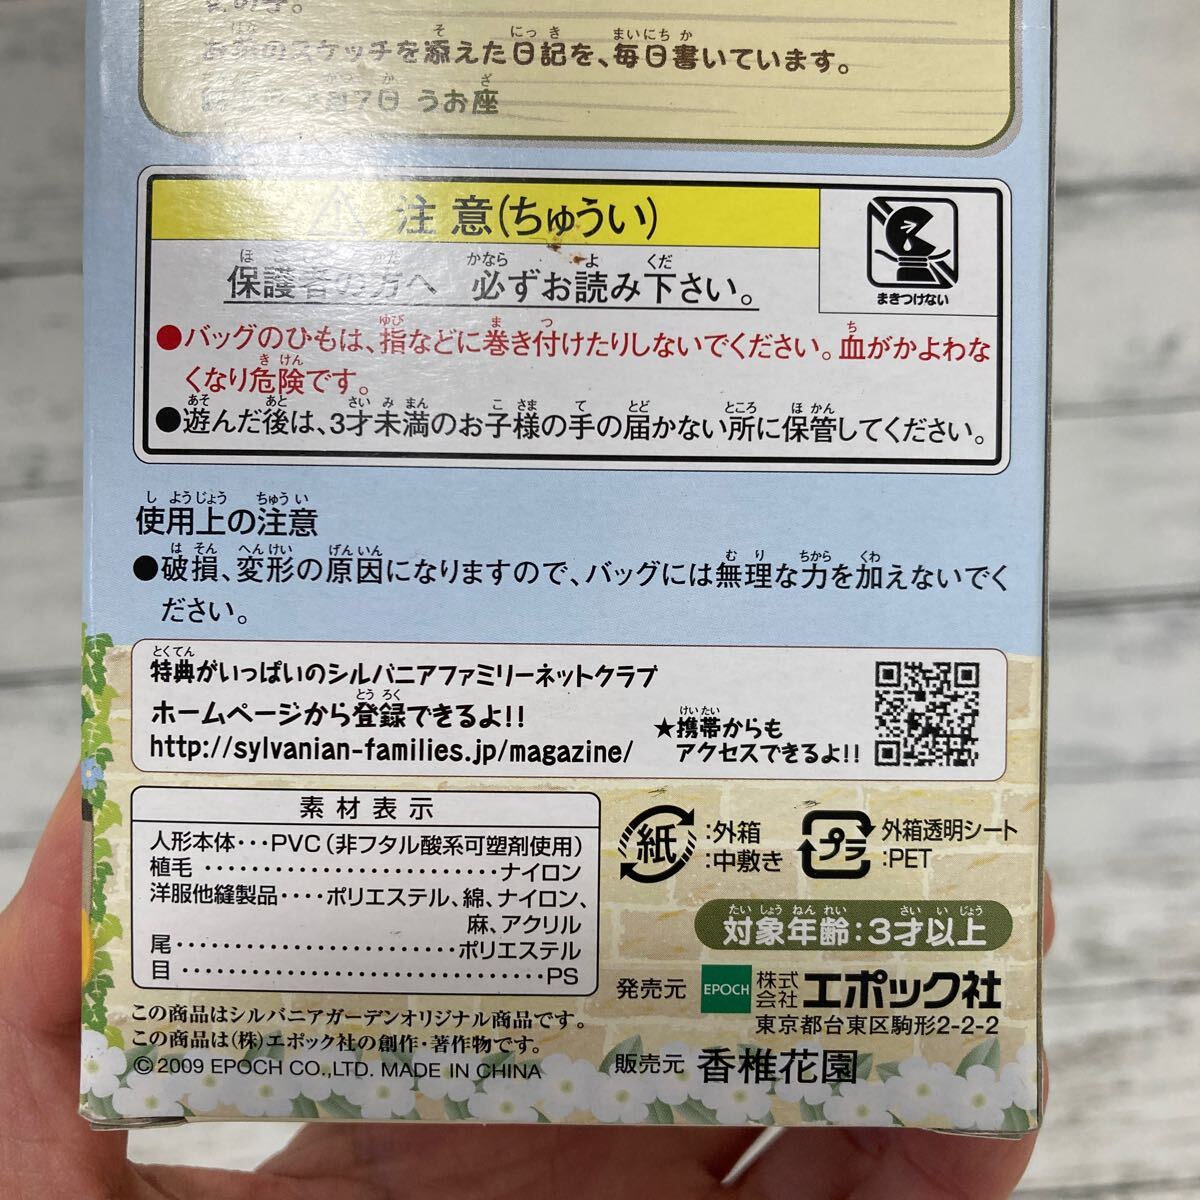 お花のスケッチを添えた日記を、毎日書いています。
7日 うお座
注意(ちゅうい)
まきつけない
保護者の方へ 必ずお読み下さい。
●バッグのひもは、指などに巻き付けたりしないでください。血がかよわな
くなり危険です。
●遊んだ後は、3才未満のお子様の手の届かない所に保管してください。
使用上の注意
●破損、変形の原因になりますので、バッグには無理な力を加えないでく
ださい。
特典がいっぱいのシルバニアファミリーネットクラブ
ホームページから登録できるよ!!
http://sylvanian-families.jp/magazine/
★携帯からも
アクセスできるよ!!
素材表示
人形本体･･･PVC(非フタル酸系可塑剤使用)
植毛･･････････････････････････ナイロン
洋服他縫製品････ポリエステル、綿、ナイロン、
麻、アクリル
尾･････････････････････････ポリエステル
目･････････････････････････････････PS
紙 :外箱
:中敷き
プラ 外箱透明シート
:PET
対象年齢:3才以上
発売元 EPOCH 株式会社 エポック社
東京都台東区駒形2-2-2
この商品はシルバニアガーデンオリジナル商品です。
この商品は(株)エポック社の創作・著作物です。
©2009 EPOCH CO.,LTD. MADE IN CHINA
販売元 香椎花園